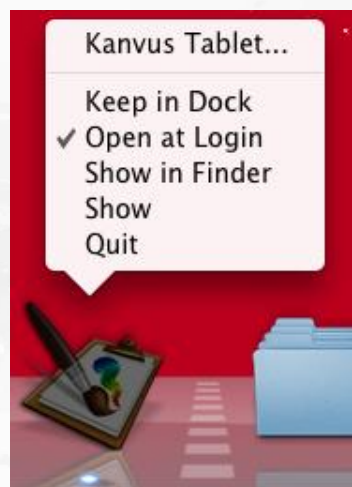 Kanvus Tablet...
Keep in Dock
✓ Open at Login
Show in Finder
Show
Quit